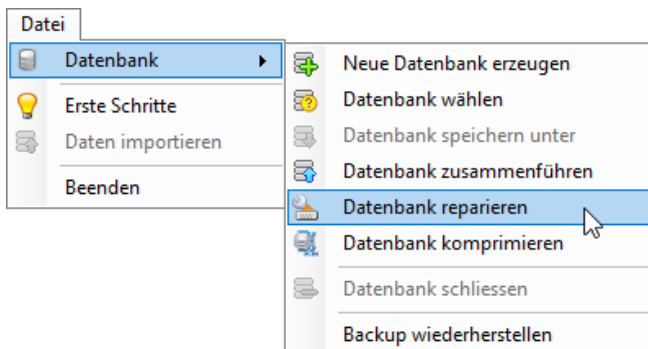 Datei
Datenbank
Erste Schritte
Daten importieren
Beenden
Neue Datenbank erzeugen
Datenbank wählen
Datenbank speichern unter
Datenbank zusammenführen
Datenbank reparieren
Datenbank komprimieren
Datenbank schliessen
Backup wiederherstellen